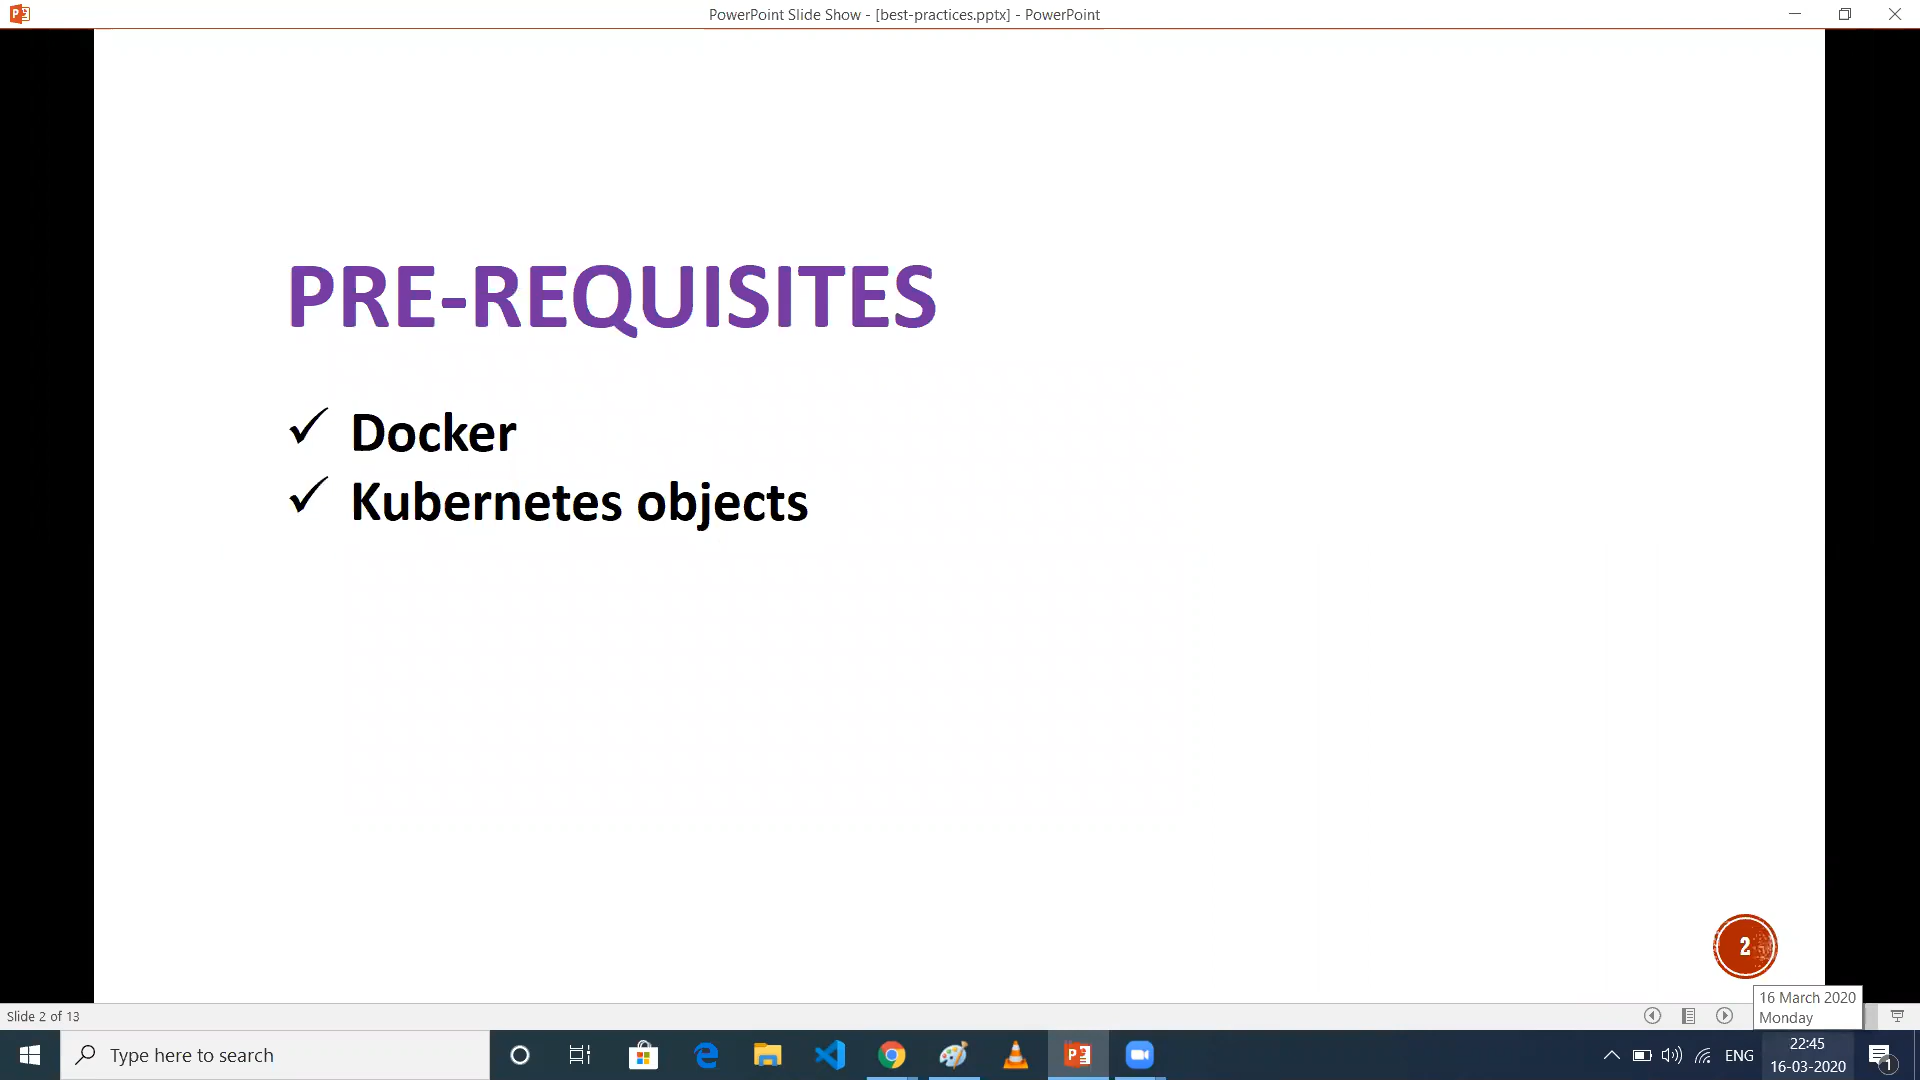 PowerPoint Slide Show - [best-practices.pptx] - PowerPoint
PRE-REQUISITES
✓ Docker
✓ Kubernetes objects
2
16 March 2020
Monday
Slide 2 of 13
Type here to search
ENG
22:45
16-03-2020
1